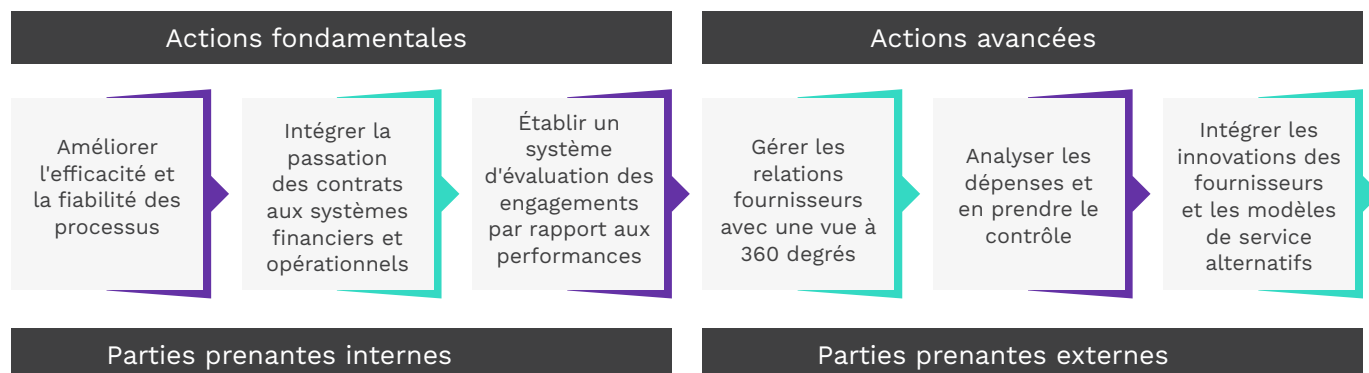 Actions fondamentales
Actions avancées
Améliorer
l'efficacité et
la fiabilité des
processus
Intégrer la
passation
des contrats
aux systèmes
financiers et
opérationnels
Établir un
système
d'évaluation des
engagements
par rapport aux
performances
Gérer les
relations
fournisseurs
avec une vue à
360 degrés
Analyser les
dépenses et
en prendre le
contrôle
Intégrer les
innovations des
fournisseurs
et les modèles
de service
alternatifs
Parties prenantes internes
Parties prenantes externes